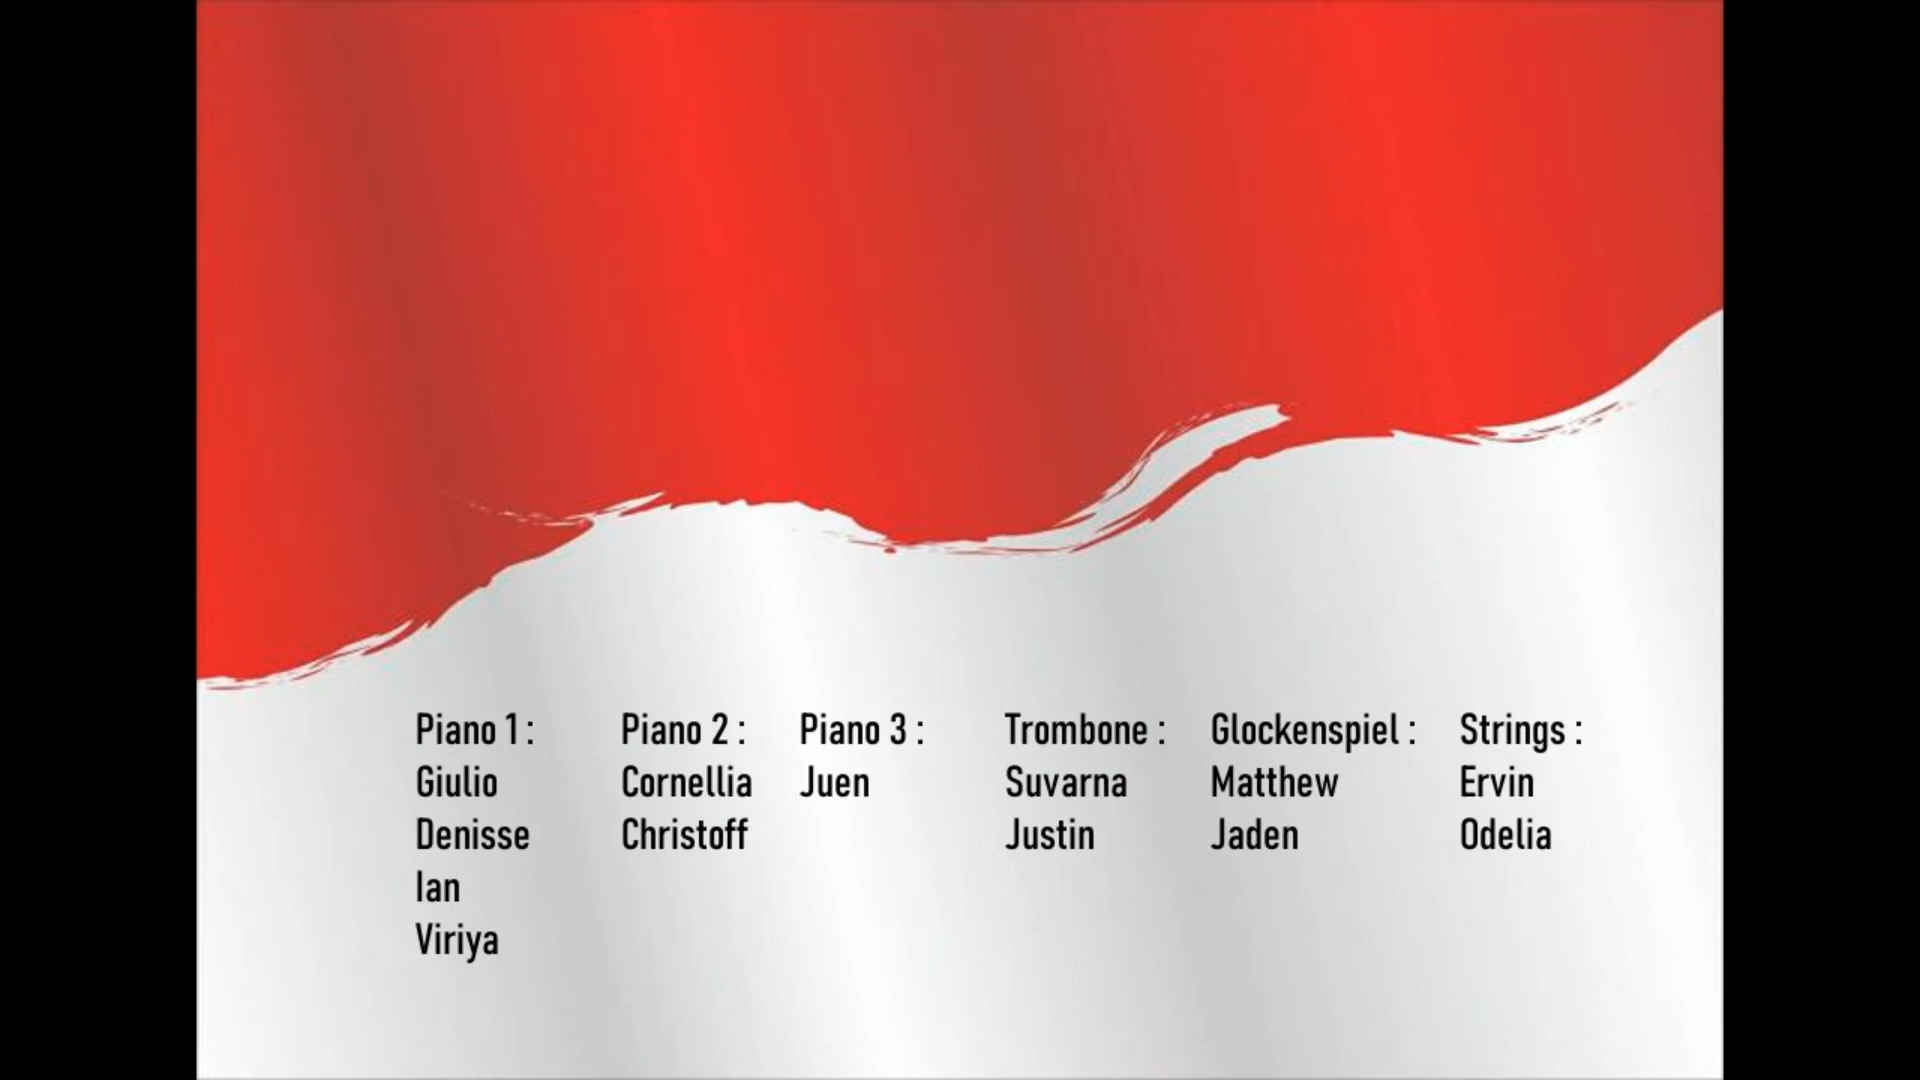 Piano 1 :
Giulio
Denisse
Ian
Viriya
Piano 2 :
Cornellia
Christoff
Piano 3 :
Juen
Trombone :
Suvarna
Justin
Glockenspiel :
Matthew
Jaden
Strings :
Ervin
Odelia